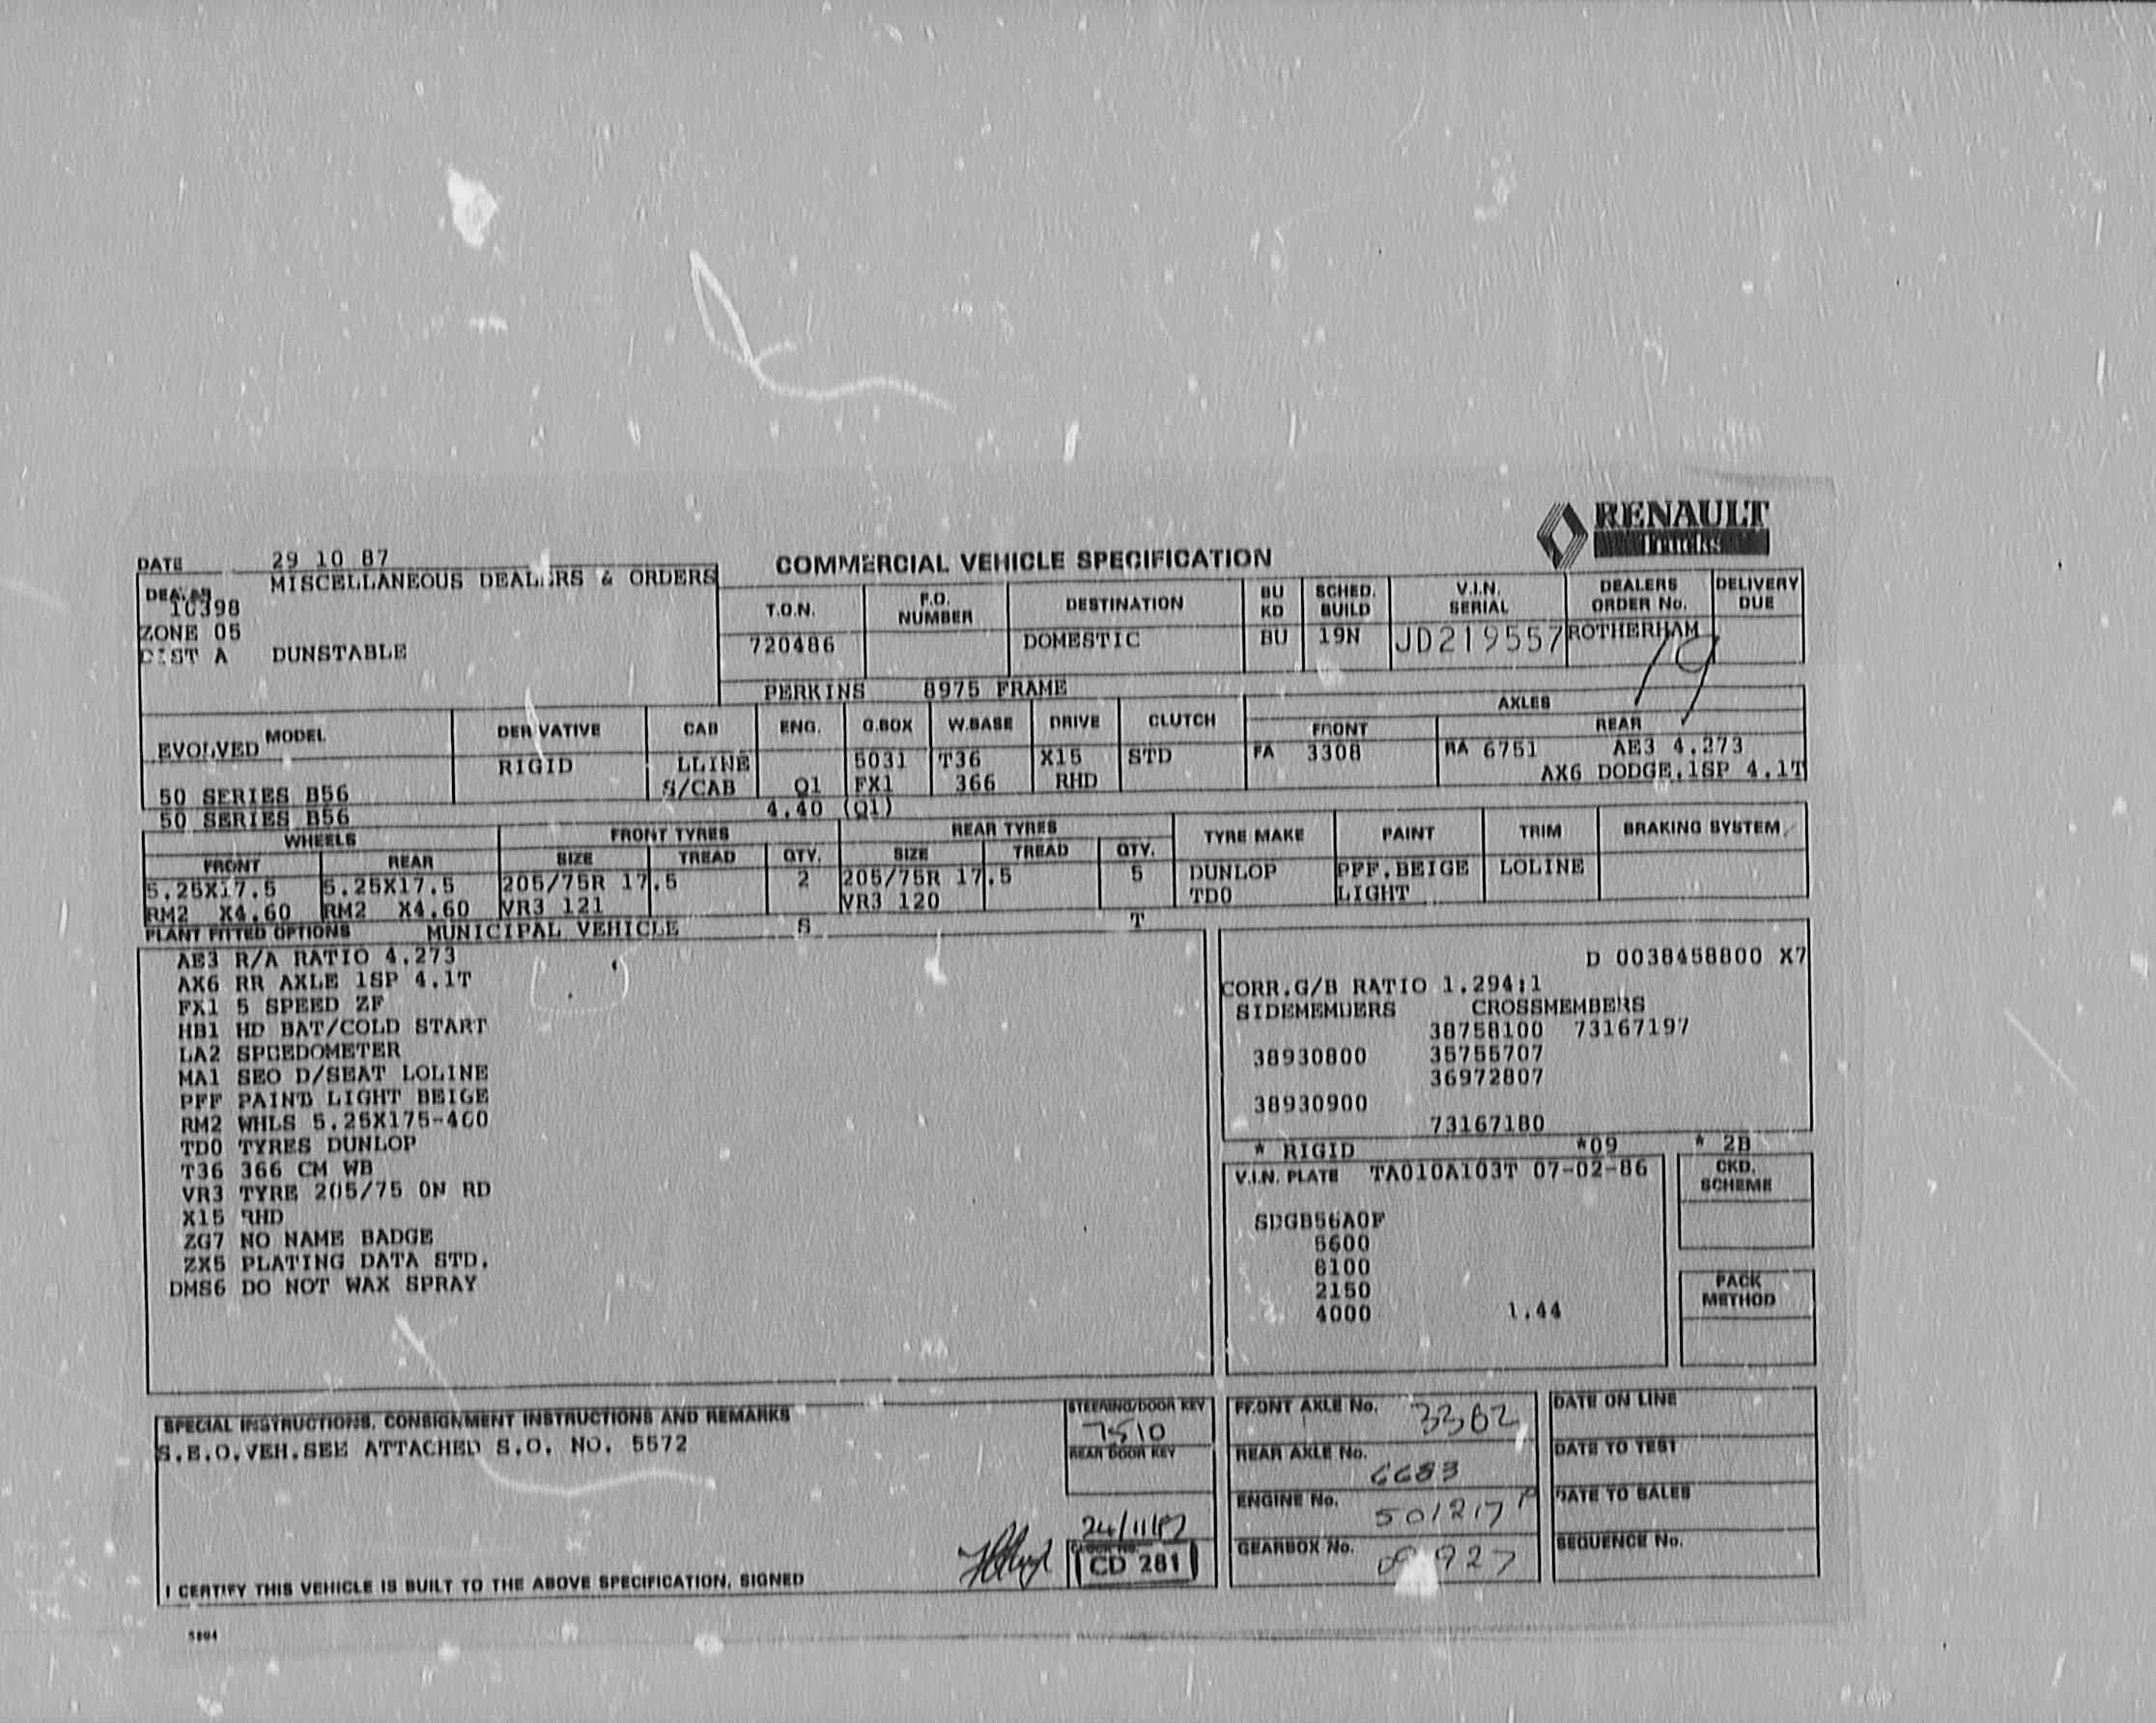 RENAULT
Trucks
DATE 29 10 87
COMMERCIAL VEHICLE SPECIFICATION
MISCELLANEOUS DEALERS & ORDERS
10398
ZONE 05
DIST A DUNSTABLE
T.O.N. F.O. NUMBER DESTINATION BU KD SCHED. BUILD V.I.N. SERIAL DEALERS ORDER No. DELIVERY DUE
720486 DOMESTIC BU 19N JD219557 ROTHERHAM
19
PERKINS 8975 FRAME
MODEL DERIVATIVE CAB ENG. G.BOX W.BASE DRIVE CLUTCH AXLES
FRONT REAR
EVOLVED RIGID LLINE 5031 T36 X15 STD FA 3308 RA 6751 AE3 4.273
50 SERIES B56 S/CAB Q1 FX1 366 RHD AX6 DODGE.1SP 4.1T
50 SERIES B56 4.40 (Q1)
WHEELS FRONT TYRES REAR TYRES TYRE MAKE PAINT TRIM BRAKING SYSTEM
FRONT REAR SIZE TREAD QTY. SIZE TREAD QTY.
5.25X17.5 5.25X17.5 205/75R 17.5 2 205/75R 17.5 5 DUNLOP PFF.BEIGE LOLINE
RM2 X4.60 RM2 X4.60 VR3 121 VR3 120 TD0 LIGHT
PLANT FITTED OPTIONS MUNICIPAL VEHICLE S T
AE3 R/A RATIO 4.273
AX6 RR AXLE 1SP 4.1T
FX1 5 SPEED ZF
HB1 HD BAT/COLD START
LA2 SPEEDOMETER
MA1 SEO D/SEAT LOLINE
PFF PAINT LIGHT BEIGE
RM2 WHLS 5.25X175-460
TD0 TYRES DUNLOP
T36 366 CM WB
VR3 TYRE 205/75 ON RD
X15 RHD
ZG7 NO NAME BADGE
ZX5 PLATING DATA STD.
DMS6 DO NOT WAX SPRAY
D 0038458800 X7
CORR.G/B RATIO 1.294:1
SIDEMEMBERS CROSSMEMBERS
38758100 73167197
38930800 35755707
36972807
38930900
73167180
* RIGID *09 * 2B
V.I.N. PLATE TA010A103T 07-02-86
CKD. SCHEME
SDGB56A0F
5600
8100
2150
4000 1.44
PACK METHOD
SPECIAL INSTRUCTIONS, CONSIGNMENT INSTRUCTIONS AND REMARKS
S.E.O.VEH.SEE ATTACHED S.O. NO. 5572
STEERING/DOOR KEY
7510
REAR DOOR KEY
24/11/87
CD 281
FRONT AXLE No. 3382
REAR AXLE No. 6683
ENGINE No. 501217 P
GEARBOX No.
DATE ON LINE
DATE TO TEST
DATE TO SALES
SEQUENCE No.
I CERTIFY THIS VEHICLE IS BUILT TO THE ABOVE SPECIFICATION, SIGNED
5804